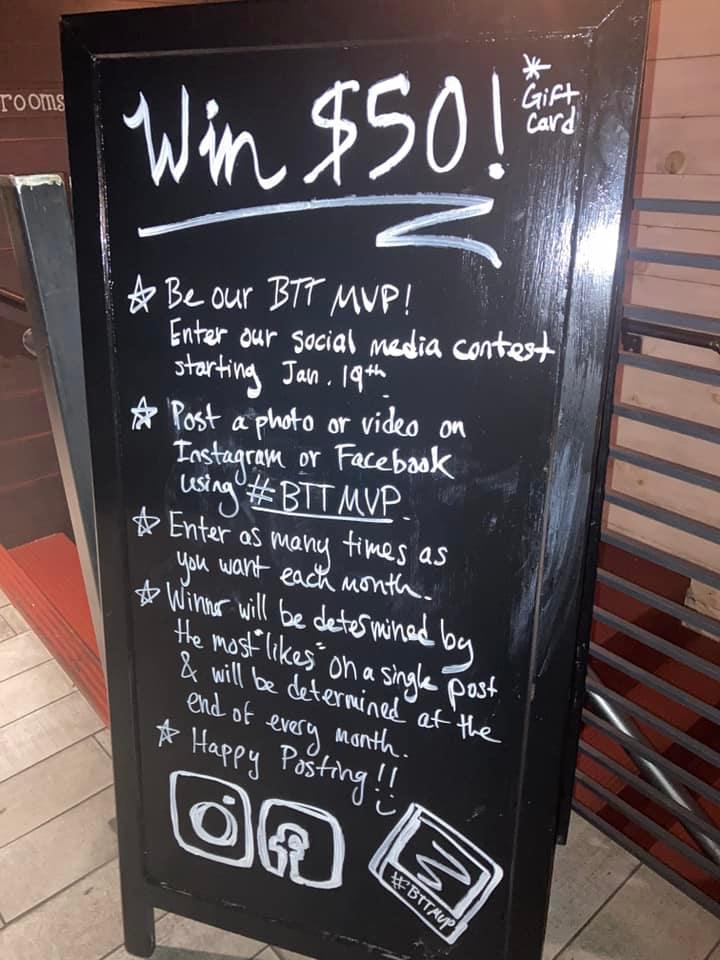 rooms
Win $50!
* Gift
card
☆ Be our BTT MVP!
Enter our social media contest
starting Jan. 19th
☆ Post a photo or video on
Instagram or Facebook
using #BTTMVP.
☆ Enter as many times as
you want each month.
☆ Winner will be determined by
the most "likes" on a single post
& will be determined at the
end of every month.
☆ Happy Posting!!
#BTTMVP